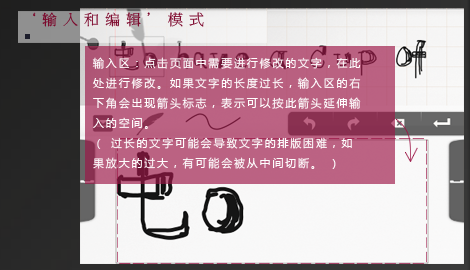 ‘输入和编辑’模式
to have a cup of
输入区：点击页面中需要进行修改的文字，在此
处进行修改。如果文字的长度过长，输入区的右
下角会出现箭头标志，表示可以按此箭头延伸输
入的空间。
（ 过长的文字可能会导致文字的排版困难，如
果放大的过大，有可能会被从中间切断。 ）
to